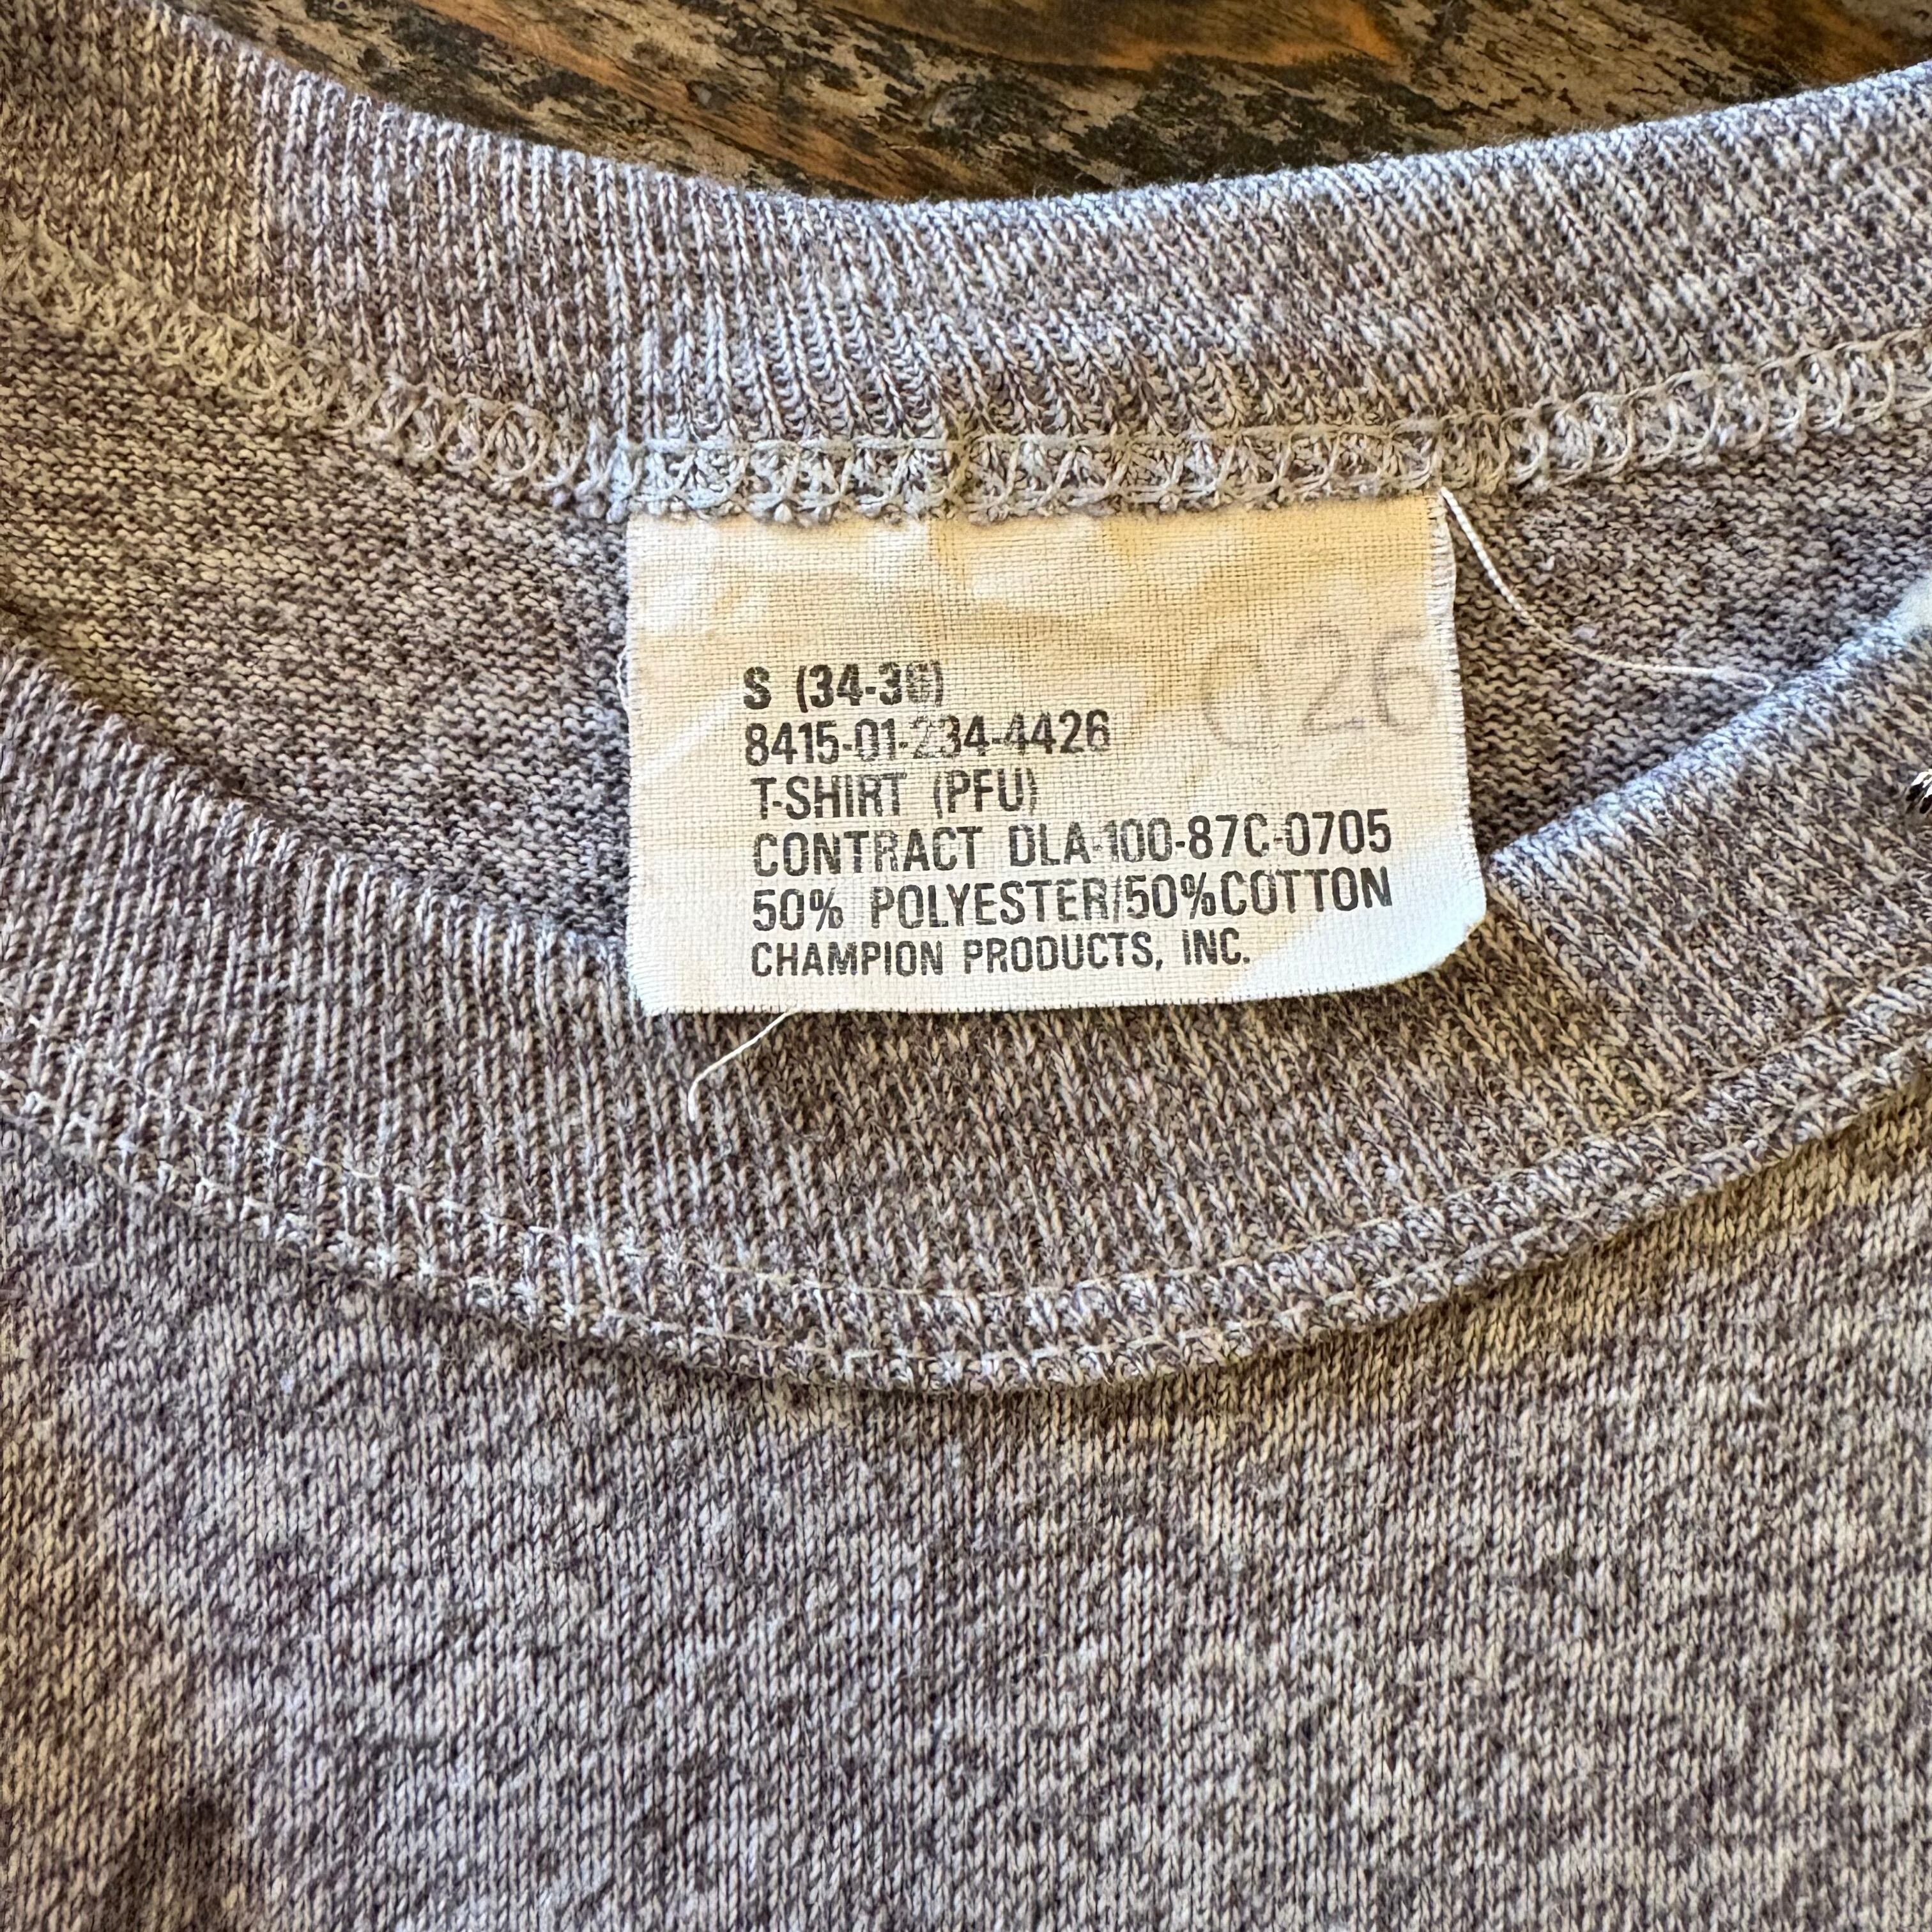 S (34-36)
8415-01-234-4426
T-SHIRT (PFU)
CONTRACT DLA-100-87C-0705
50% POLYESTER/50%COTTON
CHAMPION PRODUCTS, INC.